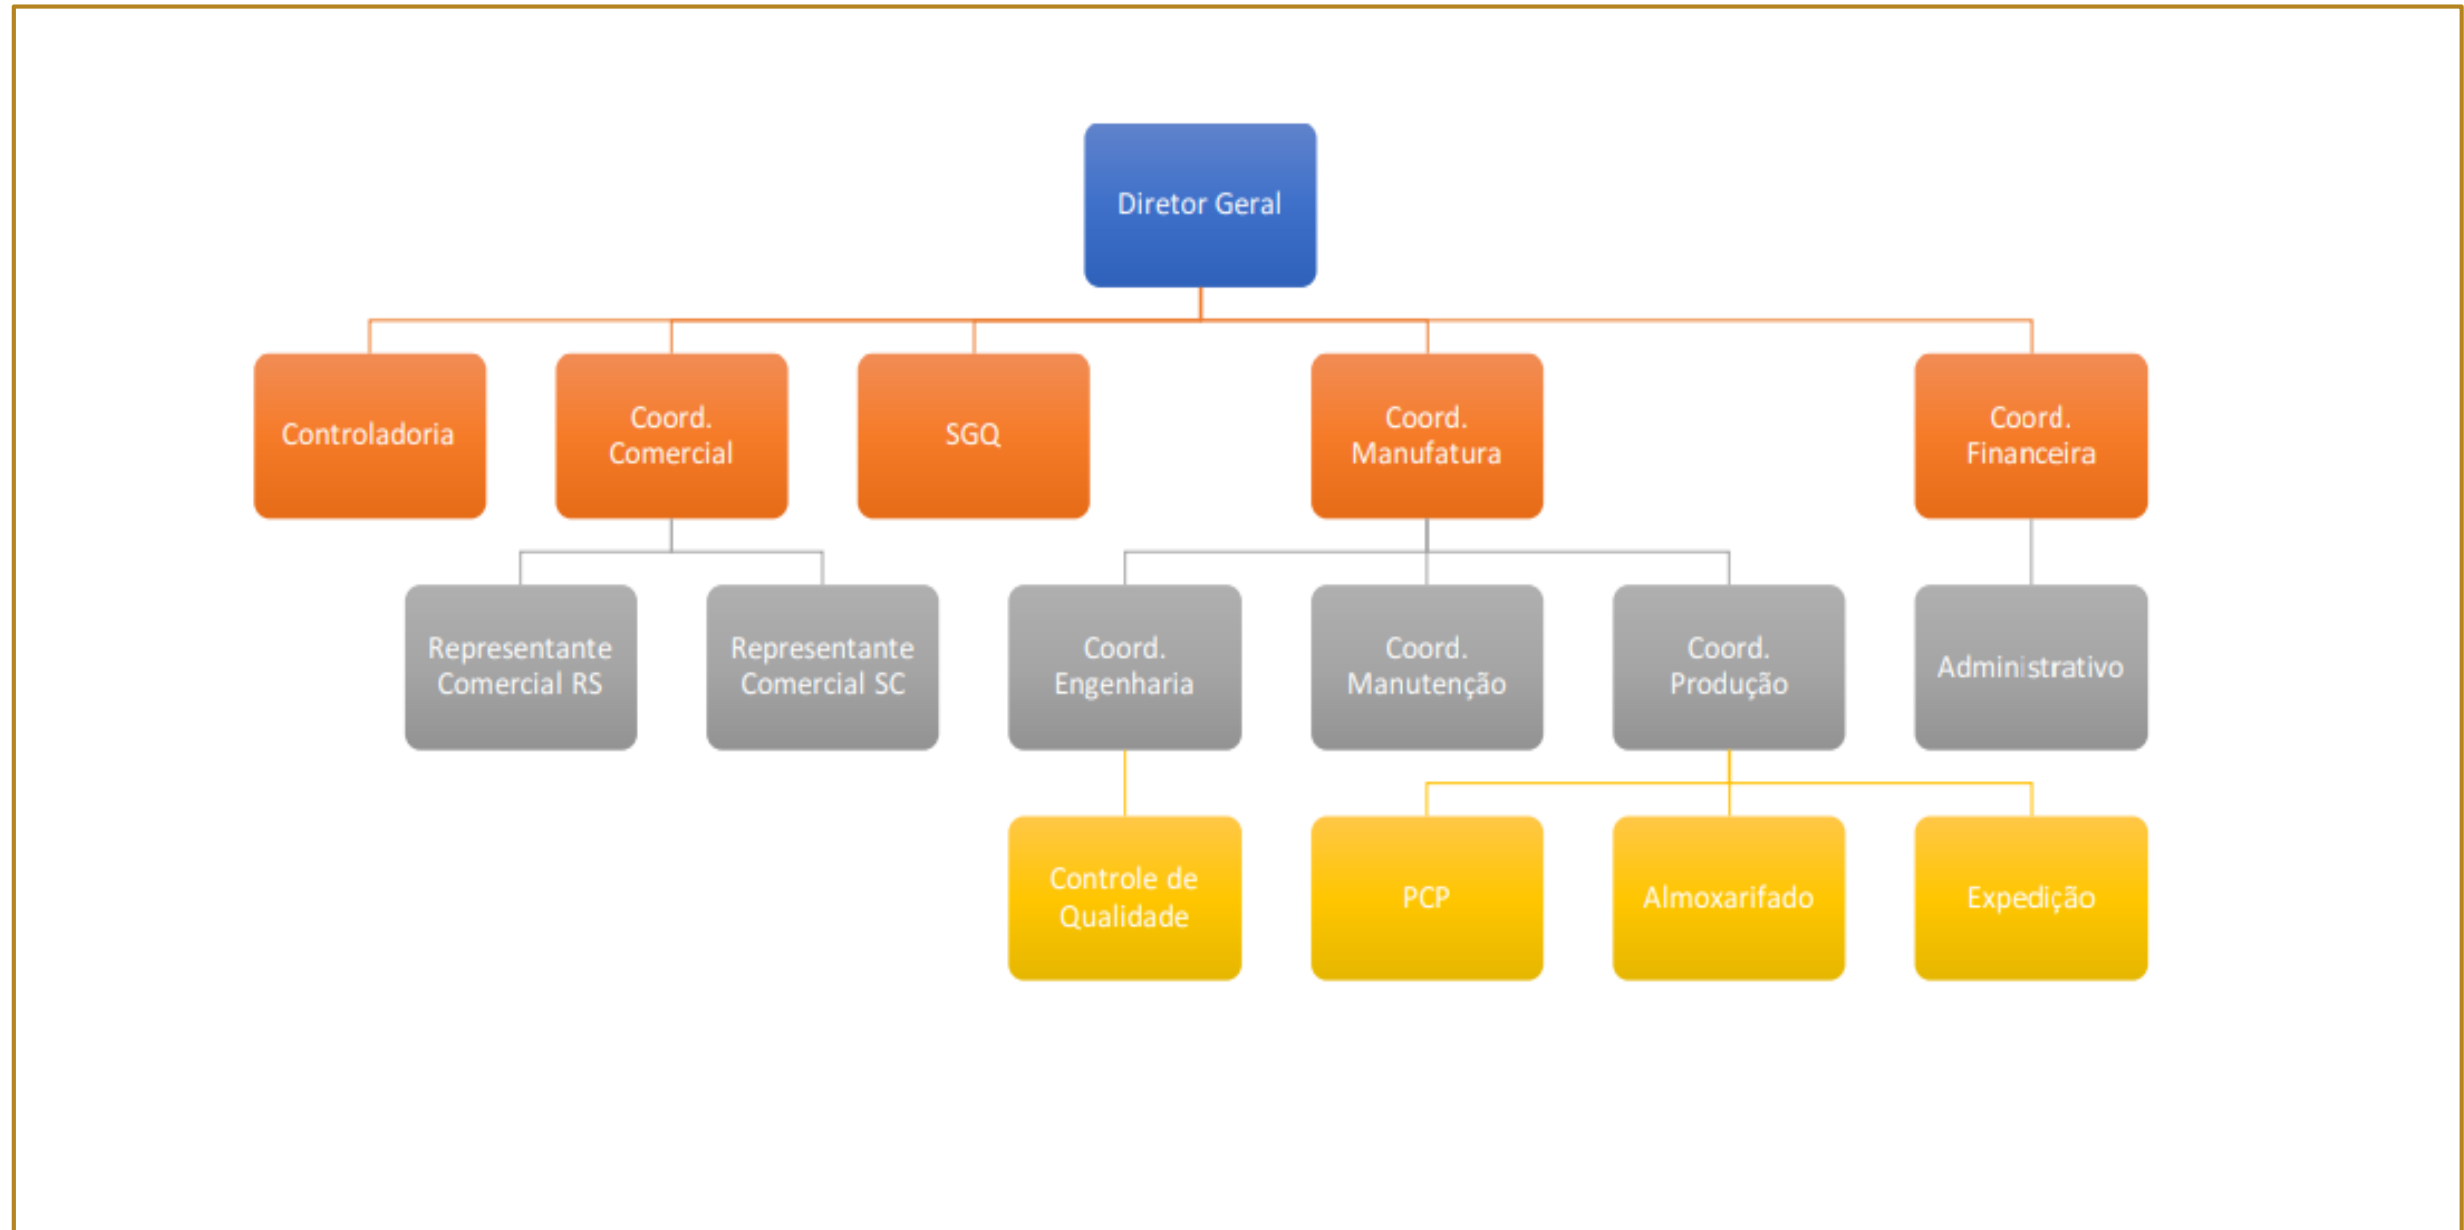 Diretor Geral
Controladoria
Coord.
Comercial
SGQ
Coord.
Manufatura
Coord.
Financeira
Representante
Comercial RS
Representante
Comercial SC
Coord.
Engenharia
Coord.
Manutenção
Coord.
Produção
Administrativo
Controle de
Qualidade
PCP
Almoxarifado
Expedição